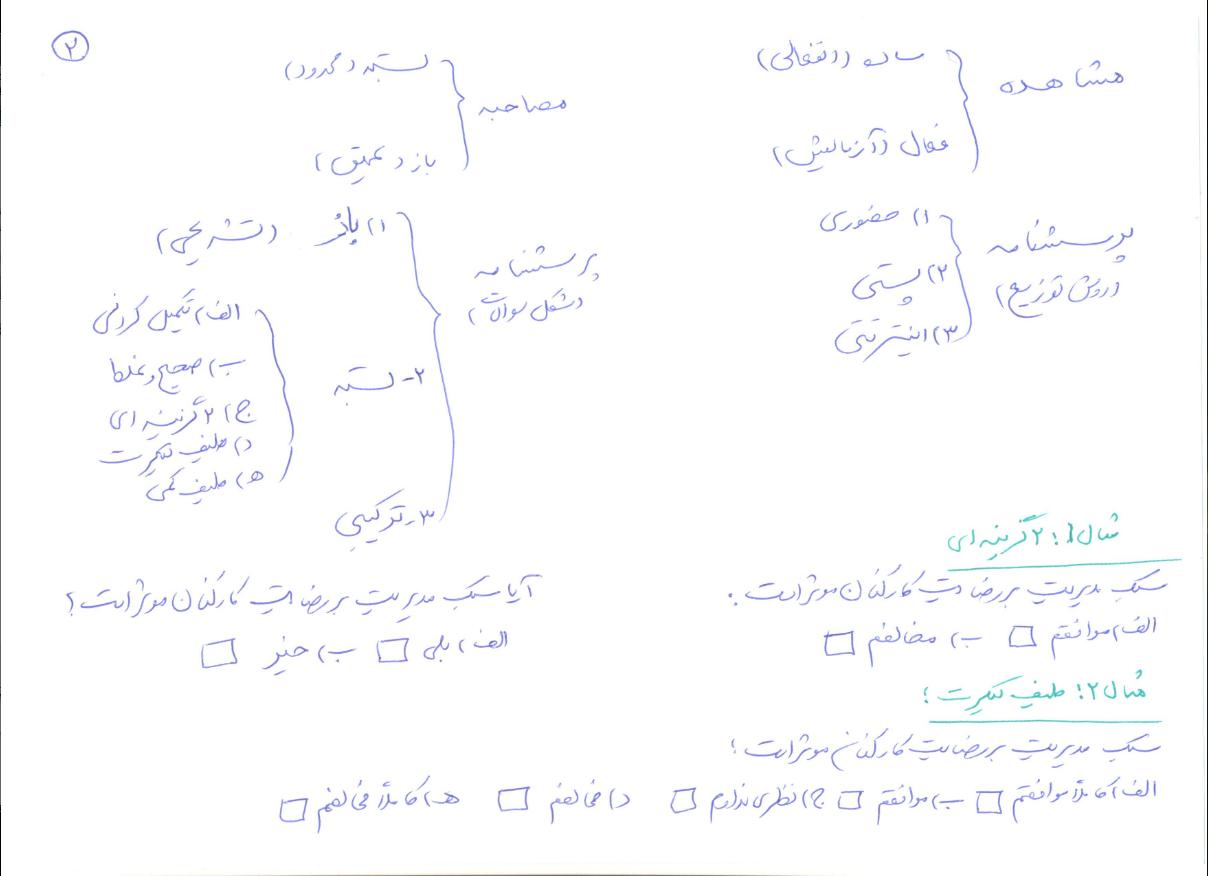 ۲
مشاهده
ساده (انفعالی)
فعال (آزمایش)
مصاحبه
بسته (محدود)
باز (عمیق)
پرسشنامه
(روش توزیع)
۱) حضوری
۲) پستی
۳) اینترنتی
پرسشنامه
(شکل سوالات)
۱) باز (تشریحی)
۲- بسته
الف) تکمیل کردنی
ب) صحیح و غلط
ج) ۲ گزینه ای
د) طیف لیکرت
ه) طیف کمی
۳- ترکیبی
مثال ۱: ۲ گزینه ای
سبک مدیریت بر رضایت کارکنان موثر است.
الف) موافقم ب) مخالفم
آیا سبک مدیریت بر رضایت کارکنان موثر است؟
الف) بلی ب) خیر
مثال ۲: طیف لیکرت:
سبک مدیریت بر رضایت کارکنان موثر است:
الف) کاملاً موافقم ب) موافقم ج) نظری ندارم د) مخالفم ه) کاملاً مخالفم